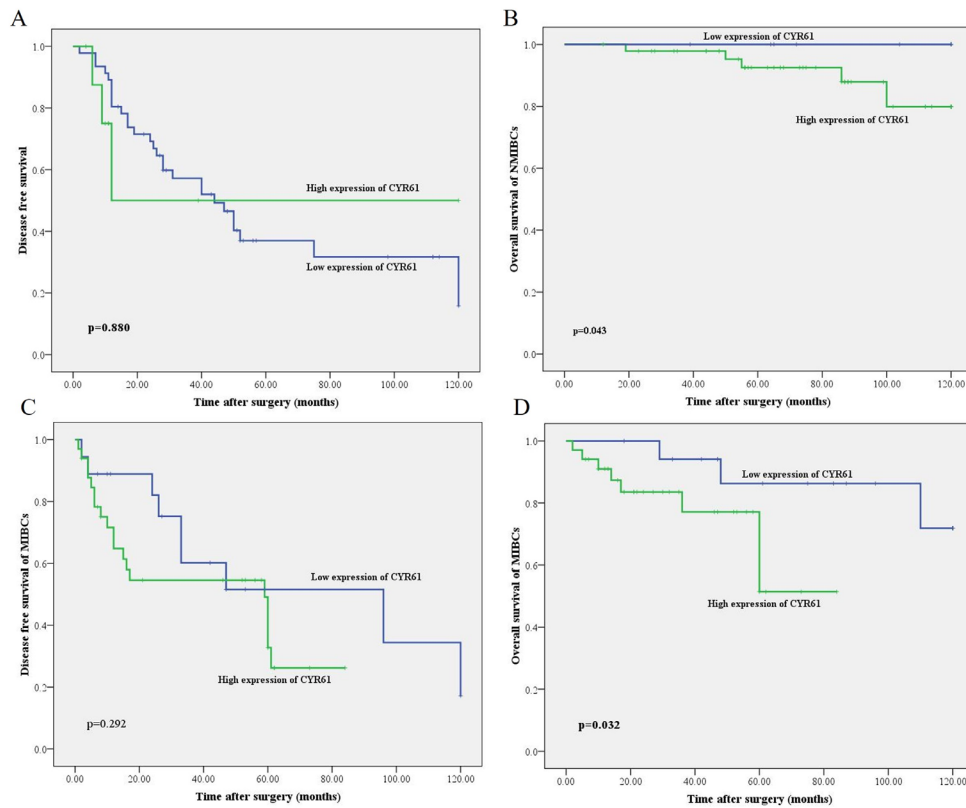 A
Disease free survival
1.0
0.8
0.6
0.4
0.2
0.0
High expression of CYR61
Low expression of CYR61
p=0.880
0.00 20.00 40.00 60.00 80.00 100.00 120.00
Time after surgery (months)
B
Overall survival of NMIBCs
1.0
0.8
0.6
0.4
0.2
0.0
Low expression of CYR61
High expression of CYR61
p=0.043
0.00 20.00 40.00 60.00 80.00 100.00 120.00
Time after surgery (months)
C
Disease free survival of MIBCs
1.0
0.8
0.6
0.4
0.2
0.0
Low expression of CYR61
High expression of CYR61
p=0.292
0.00 20.00 40.00 60.00 80.00 100.00 120.00
Time after surgery (months)
D
Overall survival of MIBCs
1.0
0.8
0.6
0.4
0.2
0.0
Low expression of CYR61
High expression of CYR61
p=0.032
0.00 20.00 40.00 60.00 80.00 100.00 120.00
Time after surgery (months)